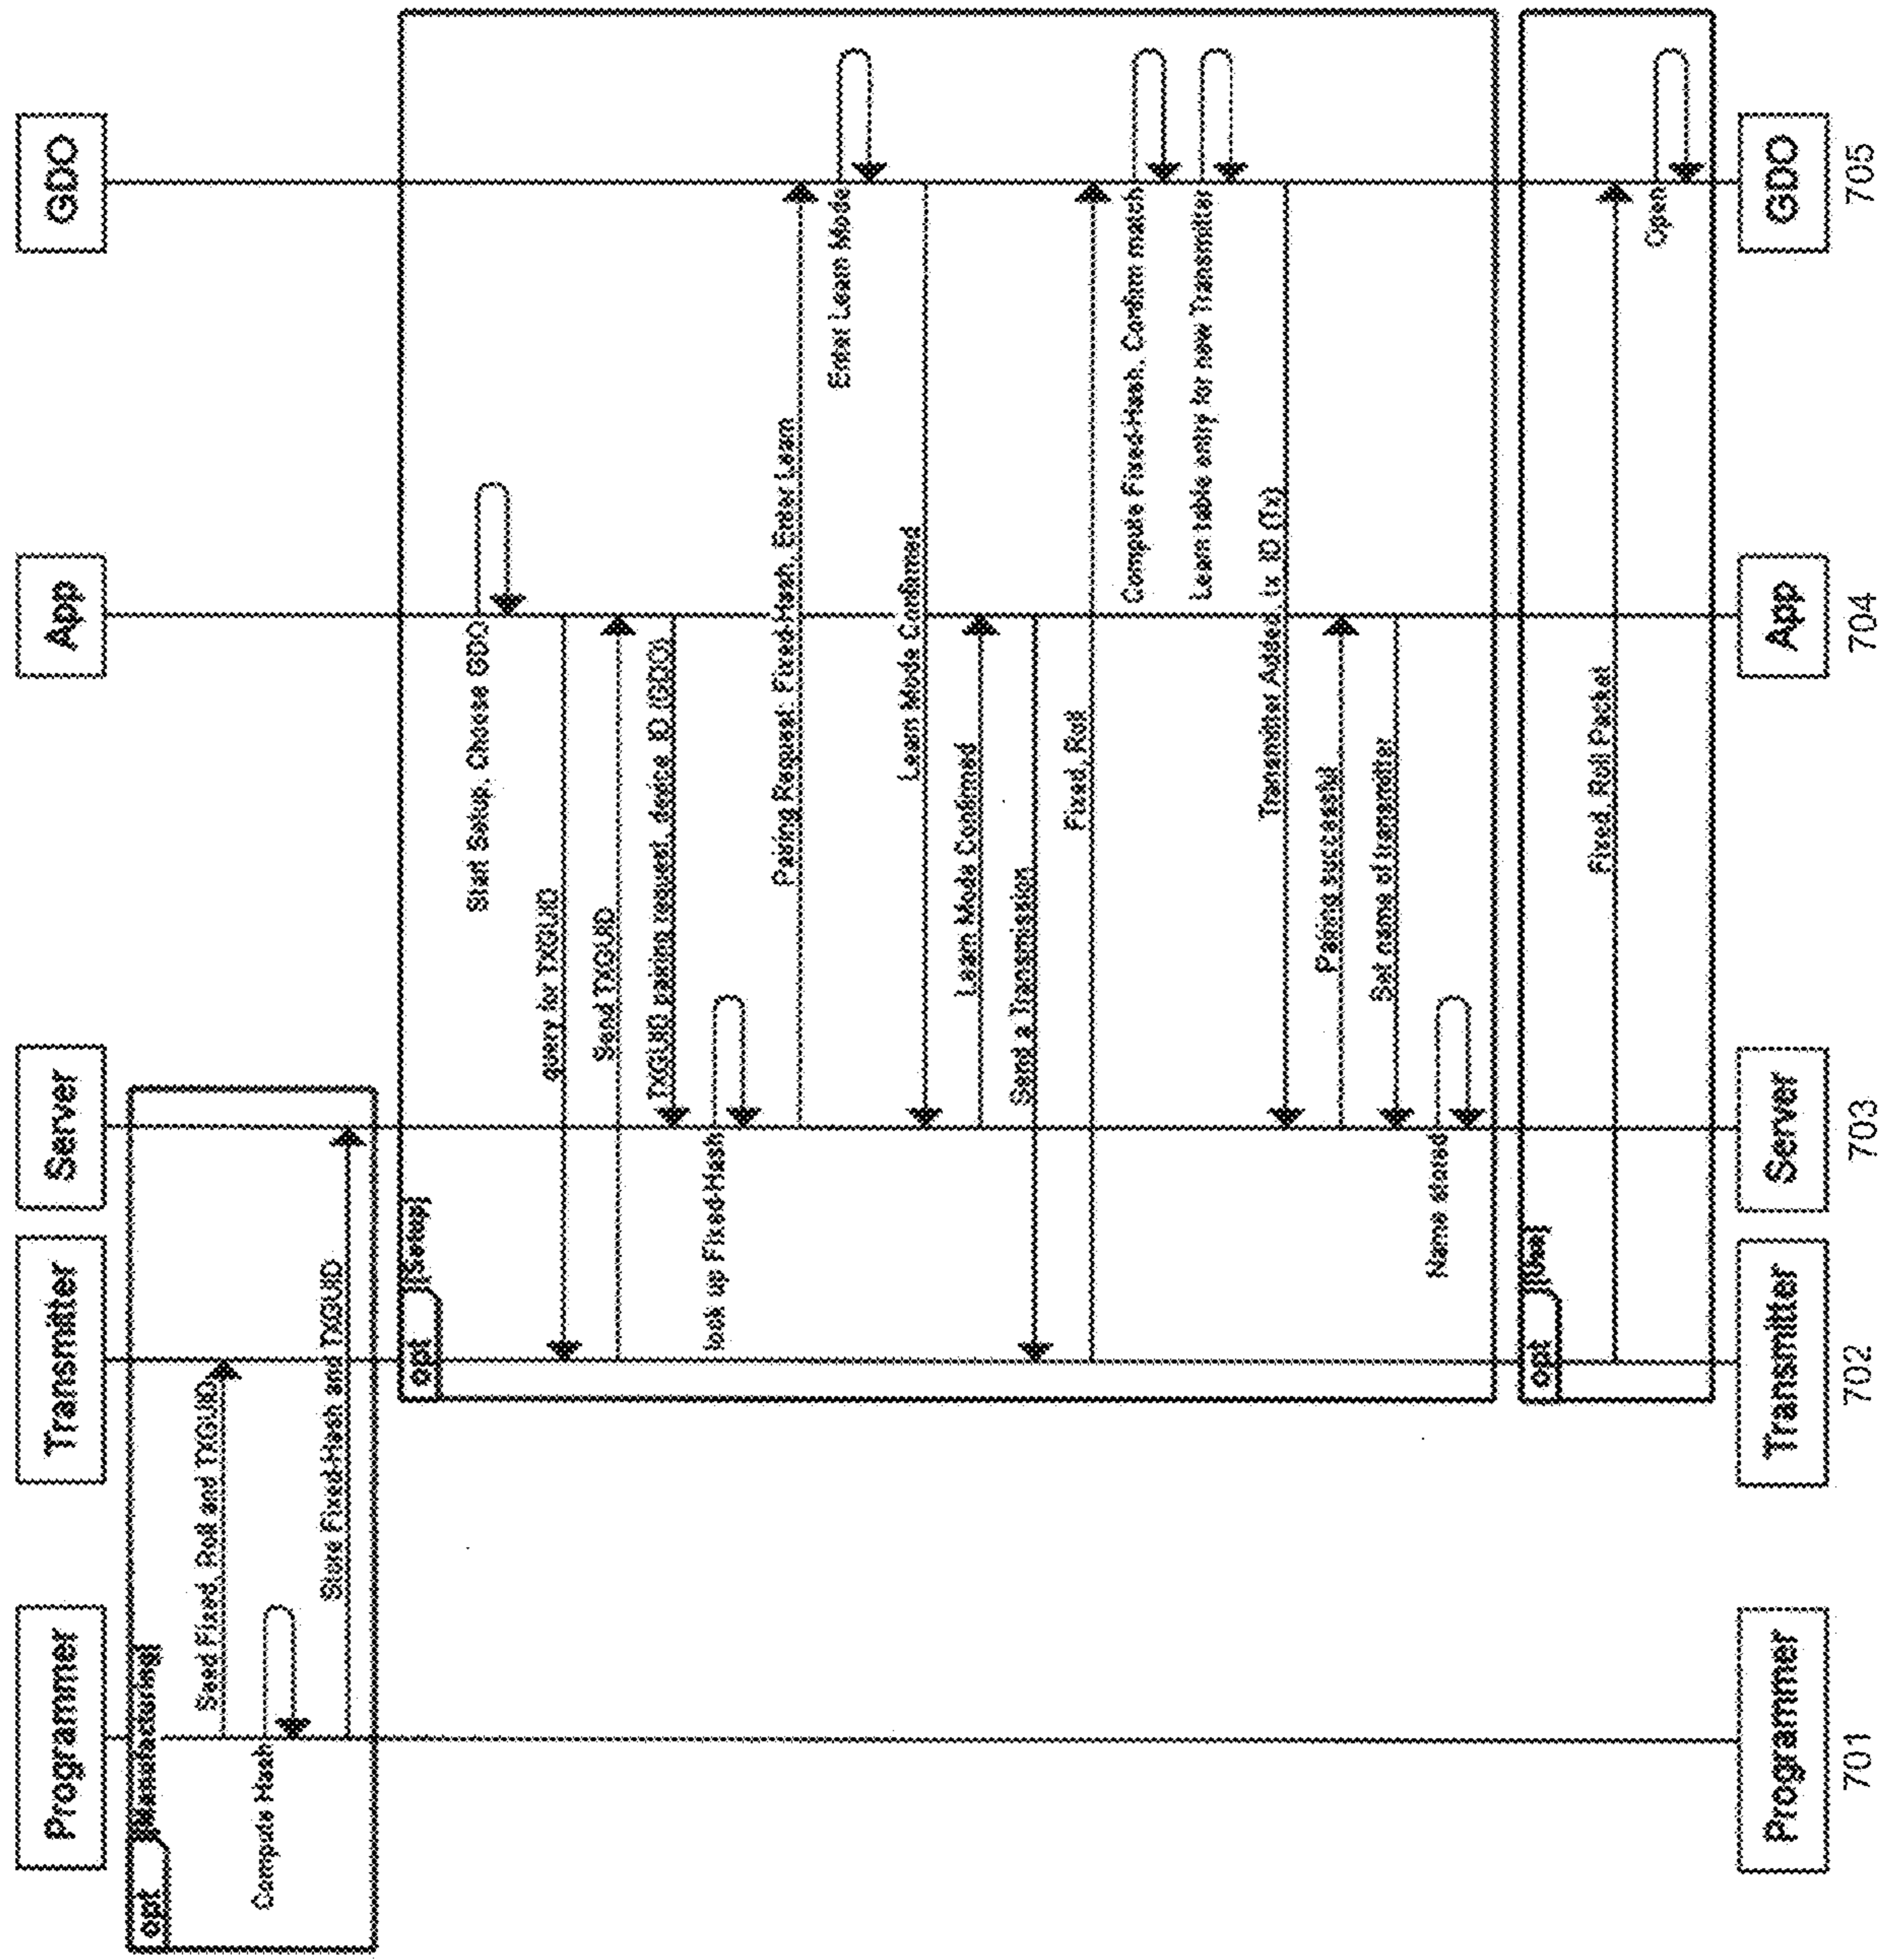 Programmer
Transmitter
Server
App
GDO
opt
[Manufacturing]
Seed Fixed, Roll and TXGUID
Compute Hash
Store Fixed-Hash and TXGUID
opt
[Setup]
Start Setup, Choose GDO
query for TXGUID
Send TXGUID
TXGUID pairing request, device ID (GDO)
look up Fixed-Hash
Pairing Request: Fixed-Hash, Enter Learn
Enter Learn Mode
Learn Mode Confirmed
Learn Mode Confirmed
Send a Transmission
Fixed, Roll
Compute Fixed-Hash, Confirm match
Learn table entry for new Transmitter
Transmitter Added, tx ID (Tx)
Pairing successful
Set name of transmitter
Name stored
opt
[Use]
Fixed, Roll Packet
Open
Programmer
Transmitter
Server
App
GDO
701
702
703
704
705